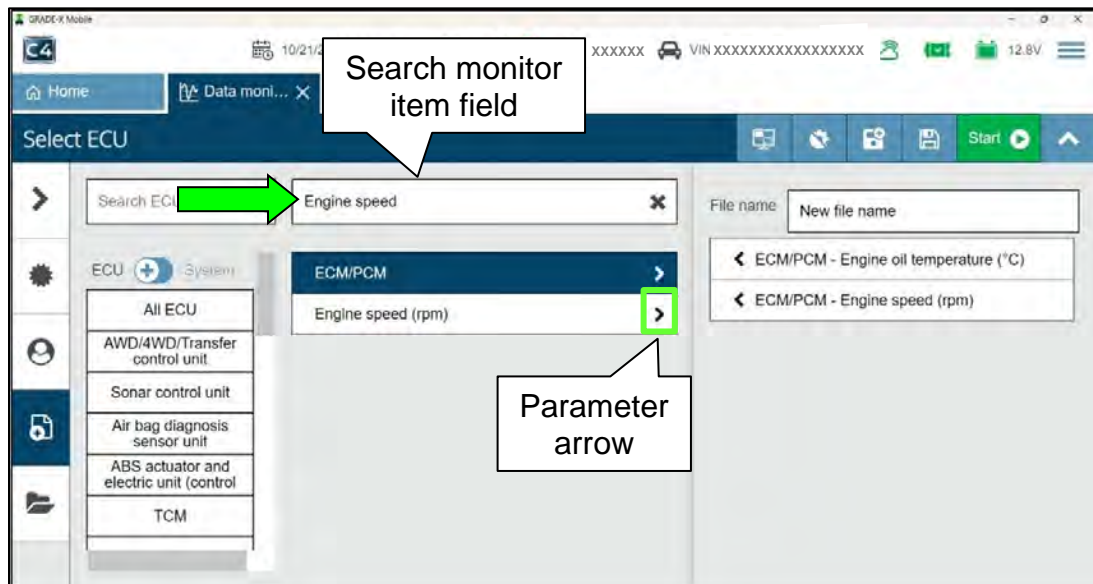 GRADE-X Mobile
C4
10/21/2
XXXXXX
VIN XXXXXXXXXXXXXXXXX
12.8V
Home
Data moni...
Search monitor
item field
Select ECU
Start
Search EC
Engine speed
File name
New file name
ECU
System
ECM/PCM
Engine speed (rpm)
ECM/PCM - Engine oil temperature (°C)
ECM/PCM - Engine speed (rpm)
All ECU
AWD/4WD/Transfer
control unit
Sonar control unit
Air bag diagnosis
sensor unit
ABS actuator and
electric unit (control
TCM
Parameter
arrow